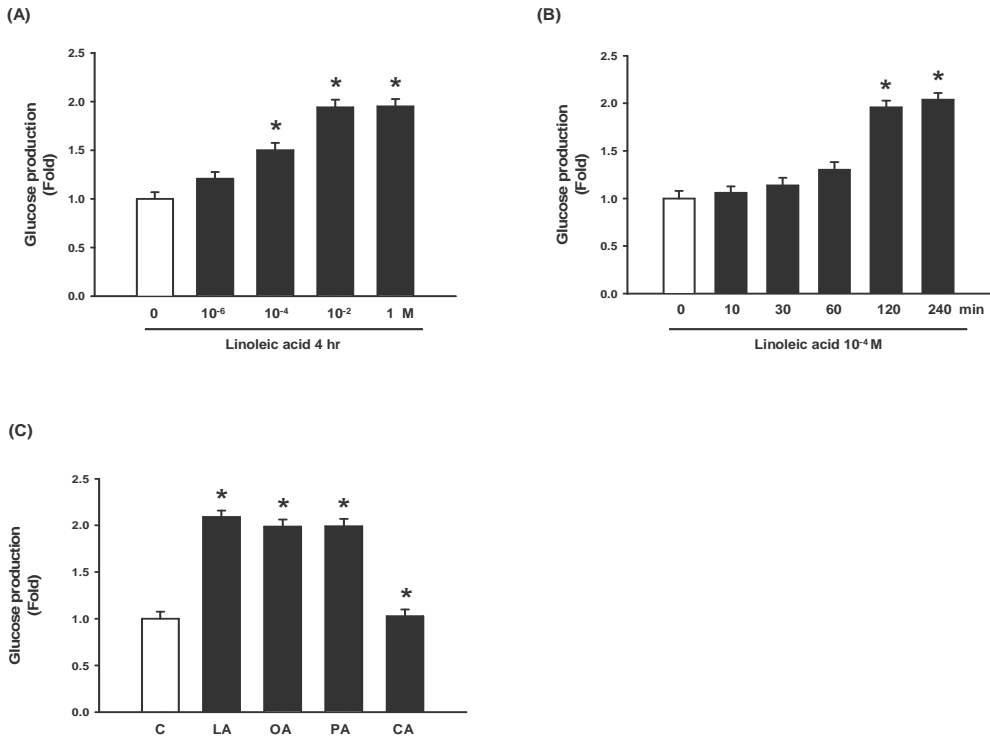 (A)
2.5
2.0
1.5
1.0
0.5
0.0
Glucose production
(Fold)
* * *
0 10⁻⁶ 10⁻⁴ 10⁻² 1 M
Linoleic acid 4 hr
(B)
2.5
2.0
1.5
1.0
0.5
0.0
Glucose production
(Fold)
* *
0 10 30 60 120 240 min
Linoleic acid 10⁻⁴ M
(C)
2.5
2.0
1.5
1.0
0.5
0.0
Glucose production
(Fold)
* * * *
C LA OA PA CA